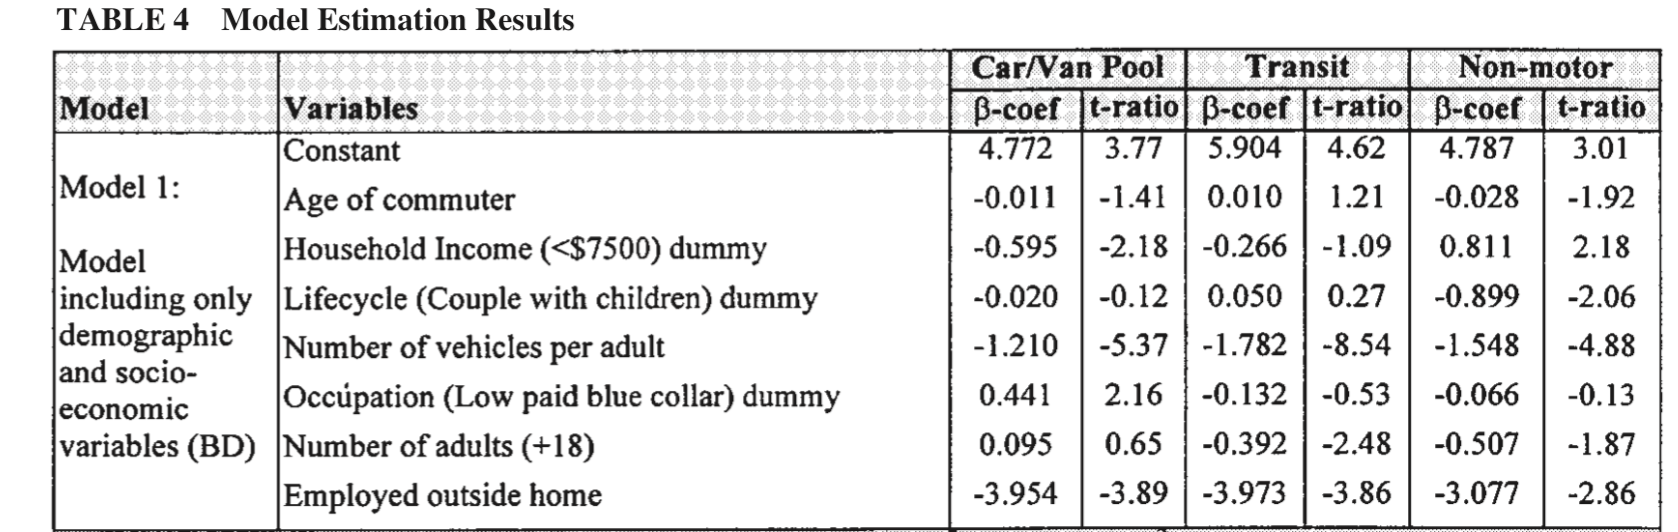 TABLE 4 Model Estimation Results
Car/Van Pool Transit Non-motor
Model Variables β-coef t-ratio β-coef t-ratio β-coef t-ratio
Constant 4.772 3.77 5.904 4.62 4.787 3.01
Model 1:
Age of commuter -0.011 -1.41 0.010 1.21 -0.028 -1.92
Household Income (<$7500) dummy -0.595 -2.18 -0.266 -1.09 0.811 2.18
Model
including only Lifecycle (Couple with children) dummy -0.020 -0.12 0.050 0.27 -0.899 -2.06
demographic
Number of vehicles per adult -1.210 -5.37 -1.782 -8.54 -1.548 -4.88
and socio-
Occupation (Low paid blue collar) dummy 0.441 2.16 -0.132 -0.53 -0.066 -0.13
economic
variables (BD) Number of adults (+18) 0.095 0.65 -0.392 -2.48 -0.507 -1.87
Employed outside home -3.954 -3.89 -3.973 -3.86 -3.077 -2.86